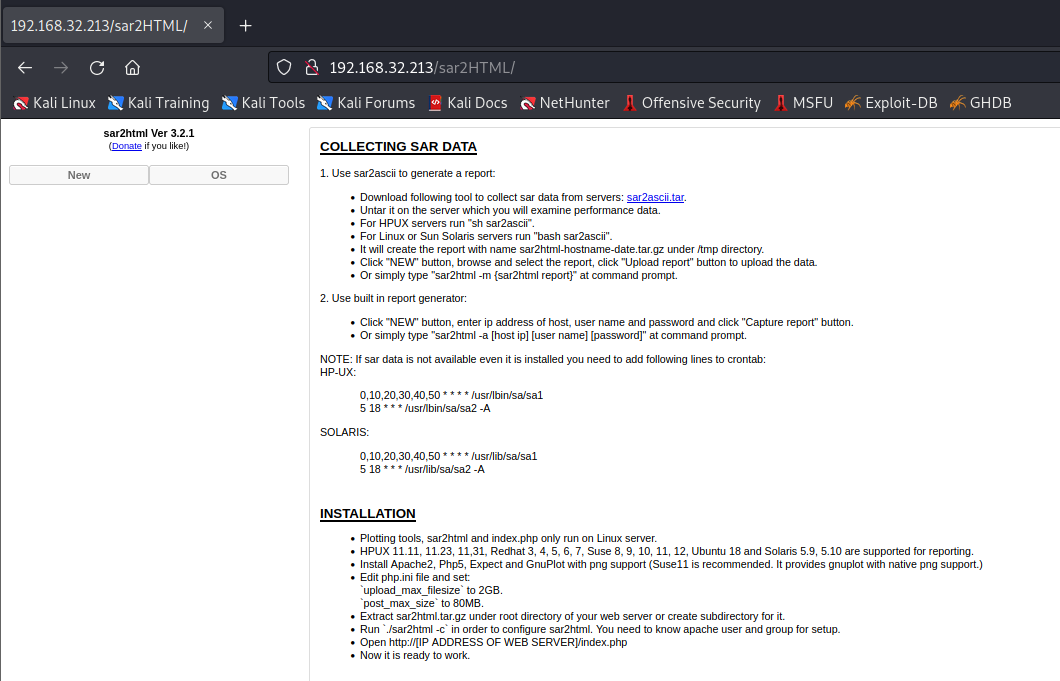 192.168.32.213/sar2HTML/
192.168.32.213/sar2HTML/
Kali Linux Kali Training Kali Tools Kali Forums Kali Docs NetHunter Offensive Security MSFU Exploit-DB GHDB
sar2html Ver 3.2.1
(Donate if you like!)
New OS
COLLECTING SAR DATA
1. Use sar2ascii to generate a report:
• Download following tool to collect sar data from servers: sar2ascii.tar.
• Untar it on the server which you will examine performance data.
• For HPUX servers run "sh sar2ascii".
• For Linux or Sun Solaris servers run "bash sar2ascii".
• It will create the report with name sar2html-hostname-date.tar.gz under /tmp directory.
• Click "NEW" button, browse and select the report, click "Upload report" button to upload the data.
• Or simply type "sar2html -m {sar2html report}" at command prompt.
2. Use built in report generator:
• Click "NEW" button, enter ip address of host, user name and password and click "Capture report" button.
• Or simply type "sar2html -a [host ip] [user name] [password]" at command prompt.
NOTE: If sar data is not available even it is installed you need to add following lines to crontab:
HP-UX:
0,10,20,30,40,50 * * * * /usr/lbin/sa/sa1
5 18 * * * /usr/lbin/sa/sa2 -A
SOLARIS:
0,10,20,30,40,50 * * * * /usr/lib/sa/sa1
5 18 * * * /usr/lib/sa/sa2 -A
INSTALLATION
• Plotting tools, sar2html and index.php only run on Linux server.
• HPUX 11.11, 11.23, 11,31, Redhat 3, 4, 5, 6, 7, Suse 8, 9, 10, 11, 12, Ubuntu 18 and Solaris 5.9, 5.10 are supported for reporting.
• Install Apache2, Php5, Expect and GnuPlot with png support (Suse11 is recommended. It provides gnuplot with native png support.)
• Edit php.ini file and set:
`upload_max_filesize` to 2GB.
`post_max_size` to 80MB.
• Extract sar2html.tar.gz under root directory of your web server or create subdirectory for it.
• Run `./sar2html -c` in order to configure sar2html. You need to know apache user and group for setup.
• Open http://[IP ADDRESS OF WEB SERVER]/index.php
• Now it is ready to work.